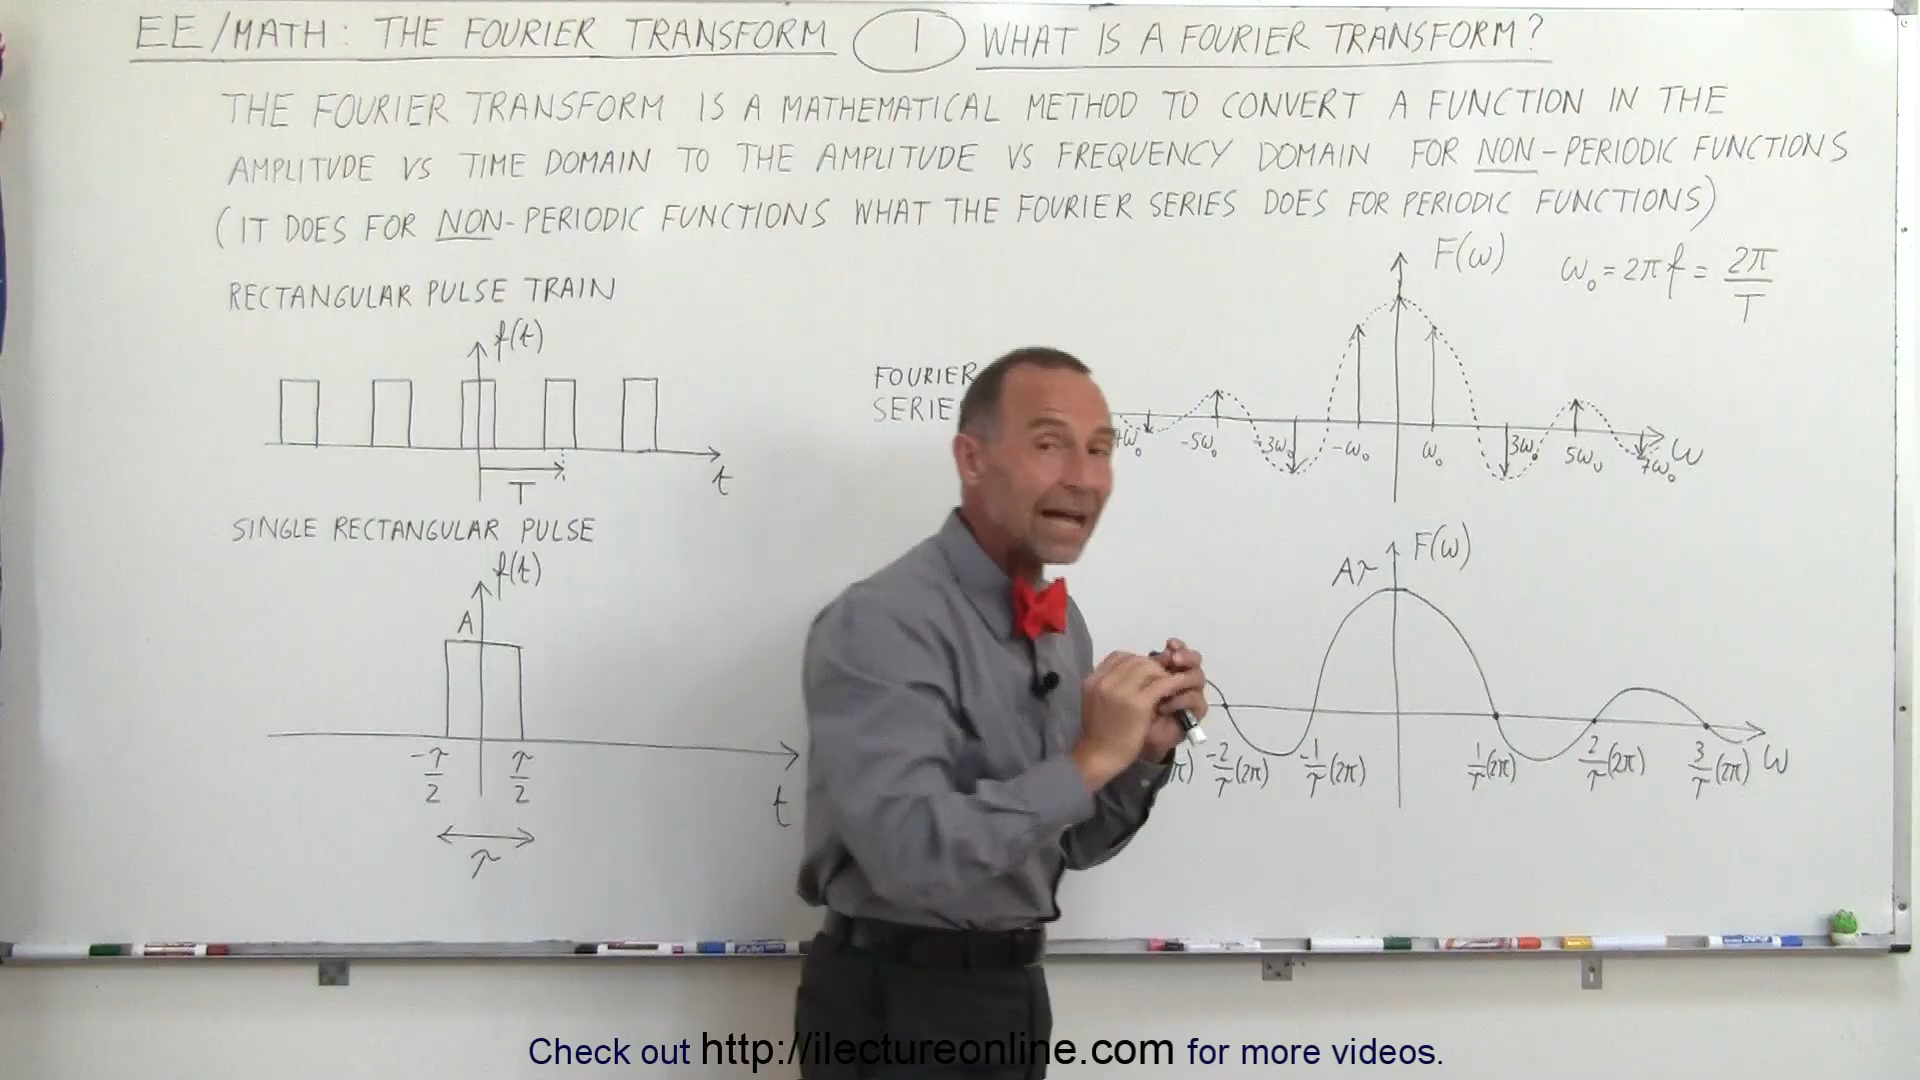 EE/MATH: THE FOURIER TRANSFORM 1 WHAT IS A FOURIER TRANSFORM?
THE FOURIER TRANSFORM IS A MATHEMATICAL METHOD TO CONVERT A FUNCTION IN THE
AMPLITUDE VS TIME DOMAIN TO THE AMPLITUDE VS FREQUENCY DOMAIN FOR NON-PERIODIC FUNCTIONS
(IT DOES FOR NON-PERIODIC FUNCTIONS WHAT THE FOURIER SERIES DOES FOR PERIODIC FUNCTIONS)
RECTANGULAR PULSE TRAIN
f(t)
t
T
F(ω) ω₀ = 2πf = 2π/T
FOURIER
SERIE
7ω₀ -5ω₀ -3ω₀ -ω₀ ω₀ 3ω₀ 5ω₀ 7ω₀ ω
SINGLE RECTANGULAR PULSE
f(t)
A
-τ/2 τ/2 t
τ
F(ω)
Aτ
π) -2/τ(2π) -1/τ(2π) 1/τ(2π) 2/τ(2π) 3/τ(2π) ω
Check out http://ilectureonline.com for more videos.